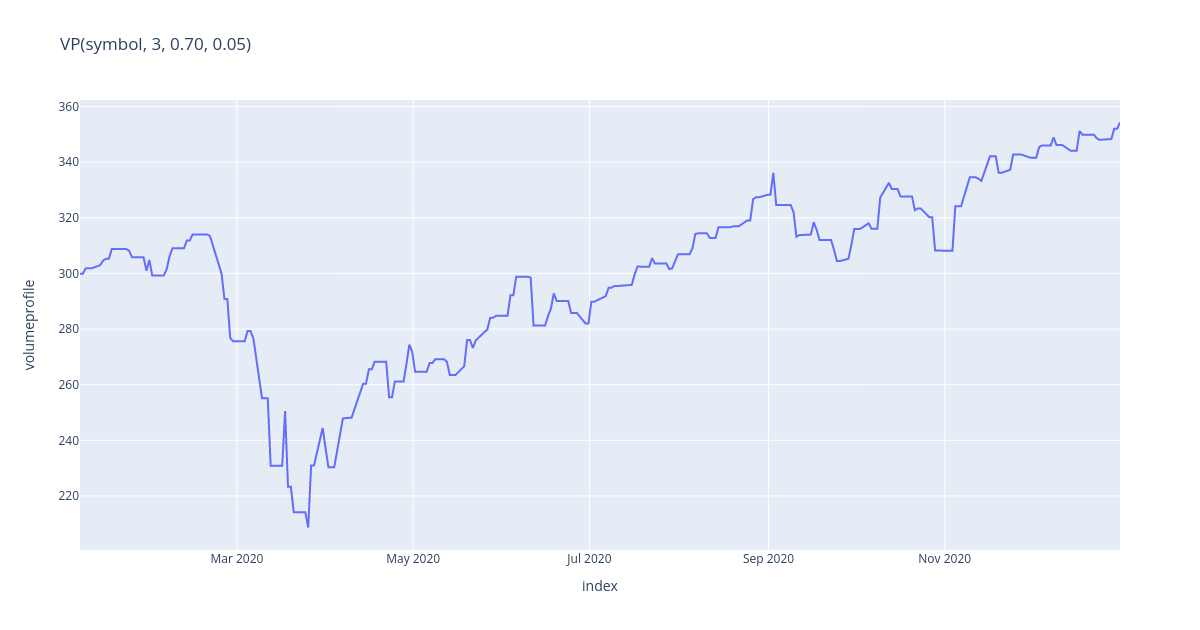 VP(symbol, 3, 0.70, 0.05)
360
340
320
300
280
260
240
220
volumeprofile
Mar 2020
May 2020
Jul 2020
Sep 2020
Nov 2020
index